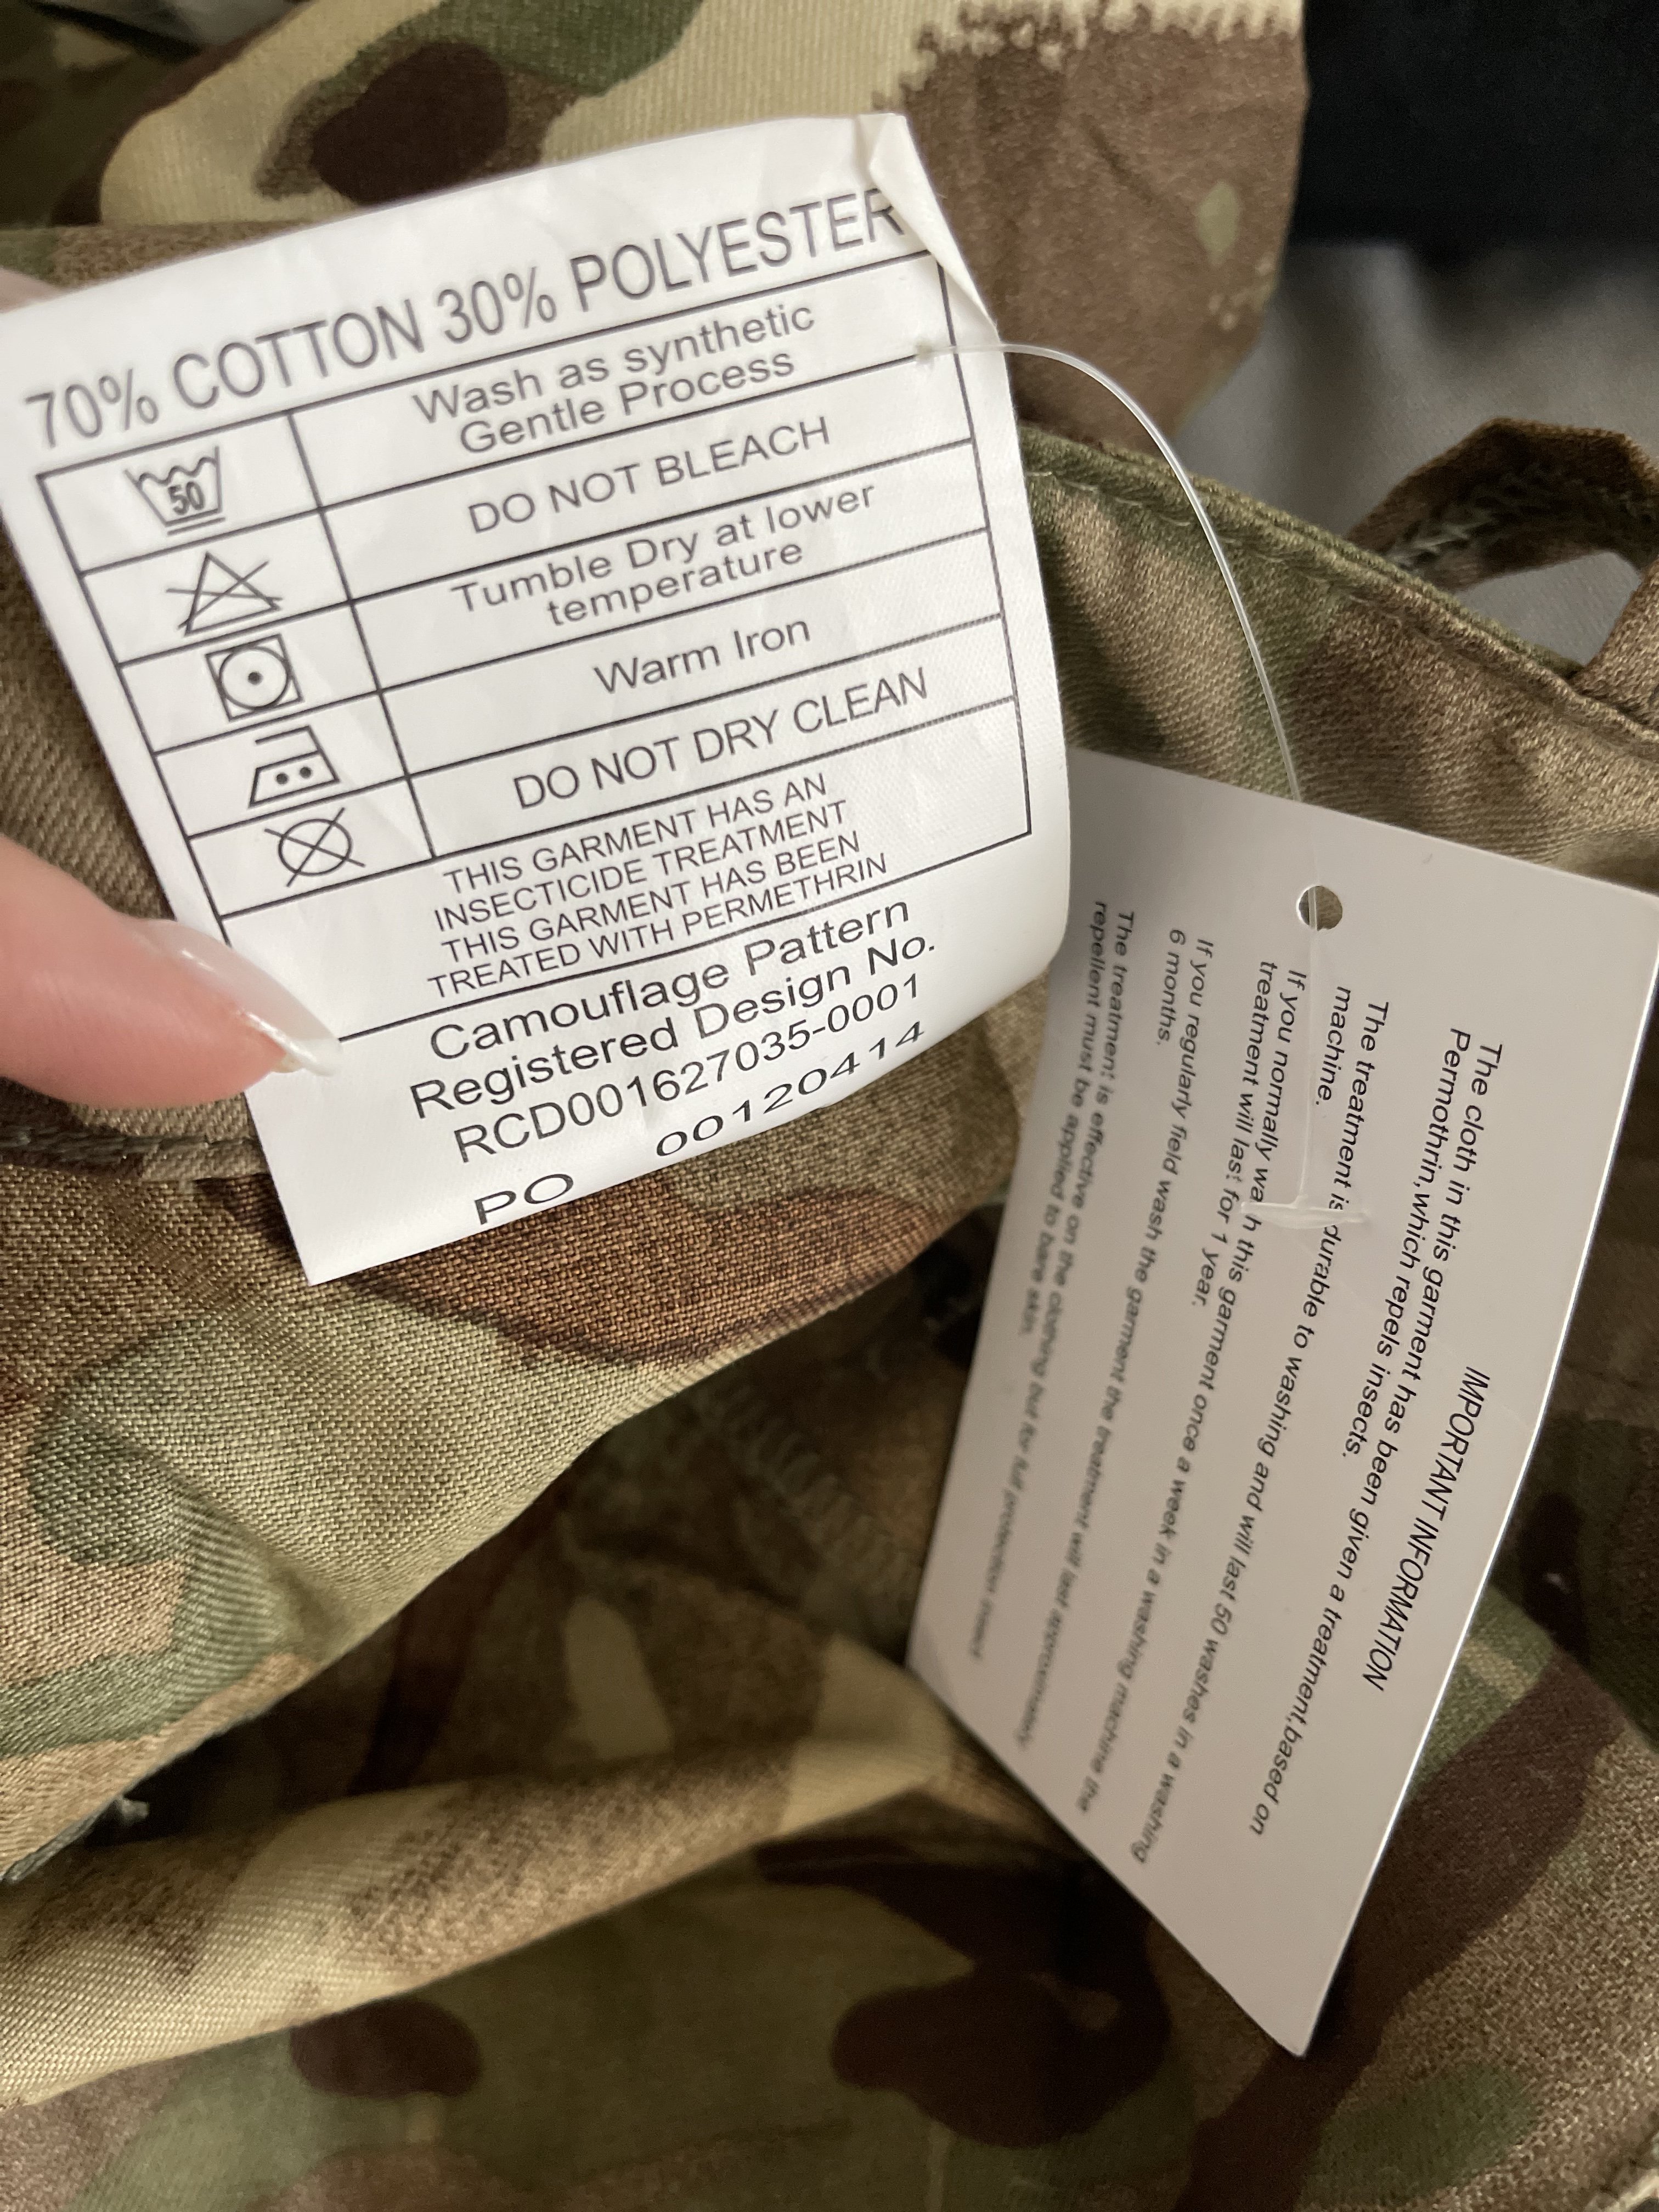 70% COTTON 30% POLYESTER
50
Wash as synthetic
Gentle Process
DO NOT BLEACH
Tumble Dry at lower
temperature
Warm Iron
DO NOT DRY CLEAN
THIS GARMENT HAS AN
INSECTICIDE TREATMENT
THIS GARMENT HAS BEEN
TREATED WITH PERMETHRIN
Camouflage Pattern
Registered Design No.
RCD001627035-0001
PO 00120414
IMPORTANT INFORMATION
The cloth in this garment has been given a treatment,based on
Permothrin,which repels insects.
The treatment is durable to washing and will last 50 washes in a washing
machine.
If you normally wash this garment once a week in a washing machine the
treatment will last for 1 year.
If you regularly field wash the garment the treatment will last approximately
6 months.
The treatment is effective on the clothing but for full protection insect
repellent must be applied to bare skin.